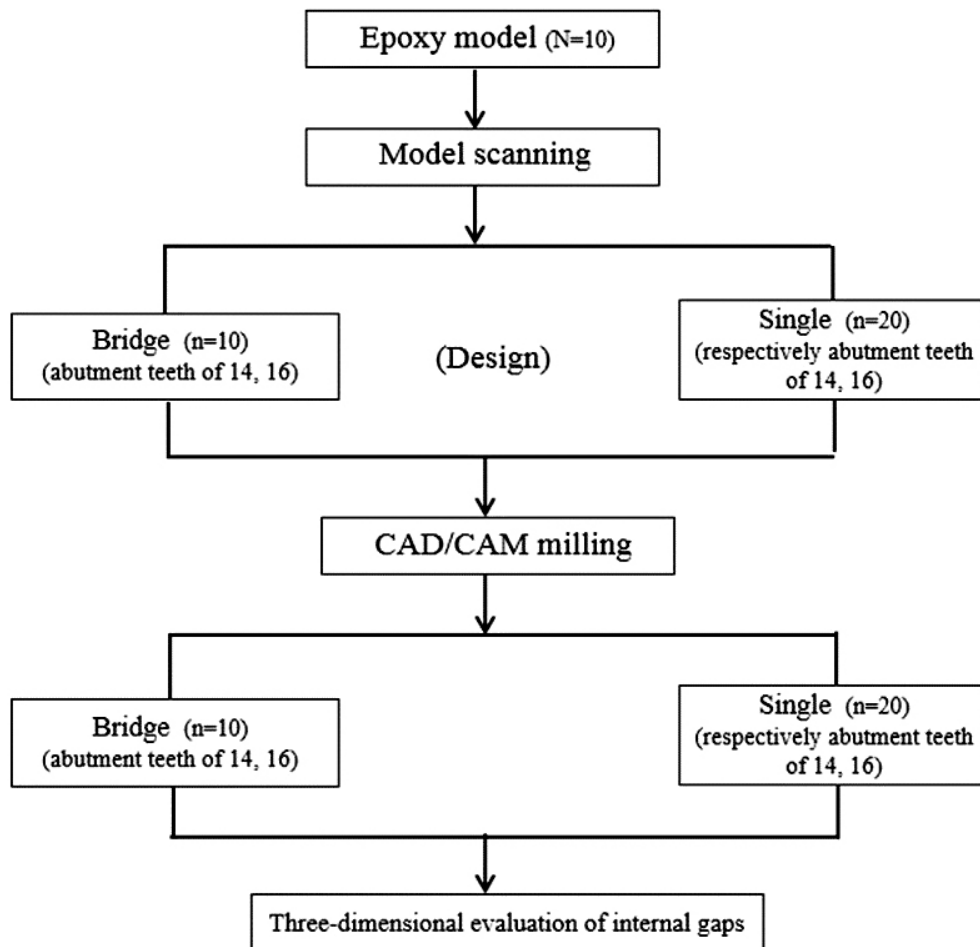 Epoxy model (N=10)
Model scanning
Bridge (n=10)
(abutment teeth of 14, 16)
(Design)
Single (n=20)
(respectively abutment teeth
of 14, 16)
CAD/CAM milling
Bridge (n=10)
(abutment teeth of 14, 16)
Single (n=20)
(respectively abutment teeth
of 14, 16)
Three-dimensional evaluation of internal gaps